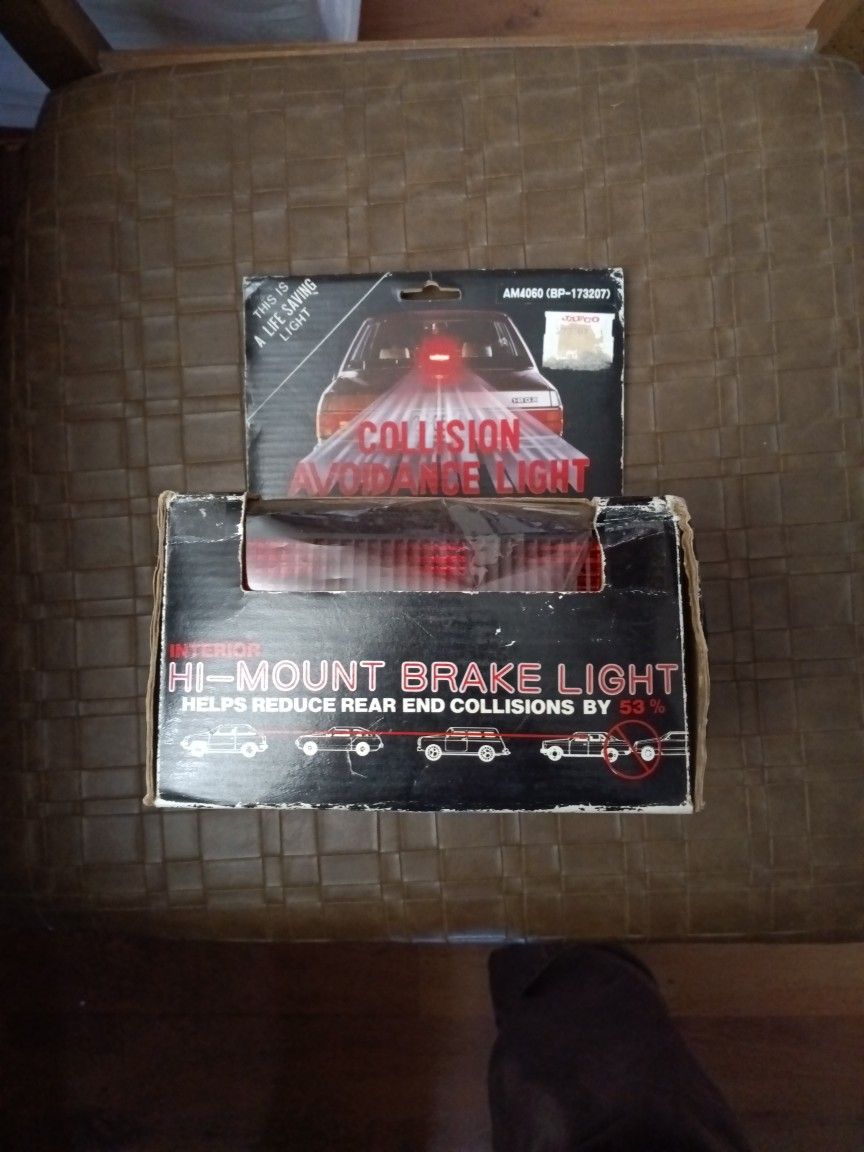 THIS IS
A LIFE SAVING
LIGHT
AM4060 (BP-173207)
JAFCO
COLLISION
AVOIDANCE LIGHT
INTERIOR
HI-MOUNT BRAKE LIGHT
HELPS REDUCE REAR END COLLISIONS BY 53%